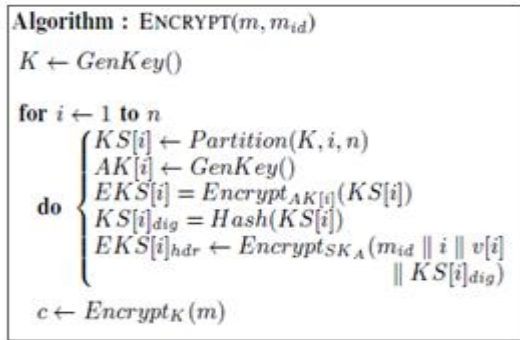 Algorithm : ENCRYPT(m, m_id)
K ← GenKey()
for i ← 1 to n
KS[i] ← Partition(K, i, n)
AK[i] ← GenKey()
EKS[i] = Encrypt_AK[i](KS[i])
do
KS[i]_dig = Hash(KS[i])
EKS[i]_hdr ← Encrypt_SK_A(m_id ∥ i ∥ v[i]
∥ KS[i]_dig)
c ← Encrypt_K(m)